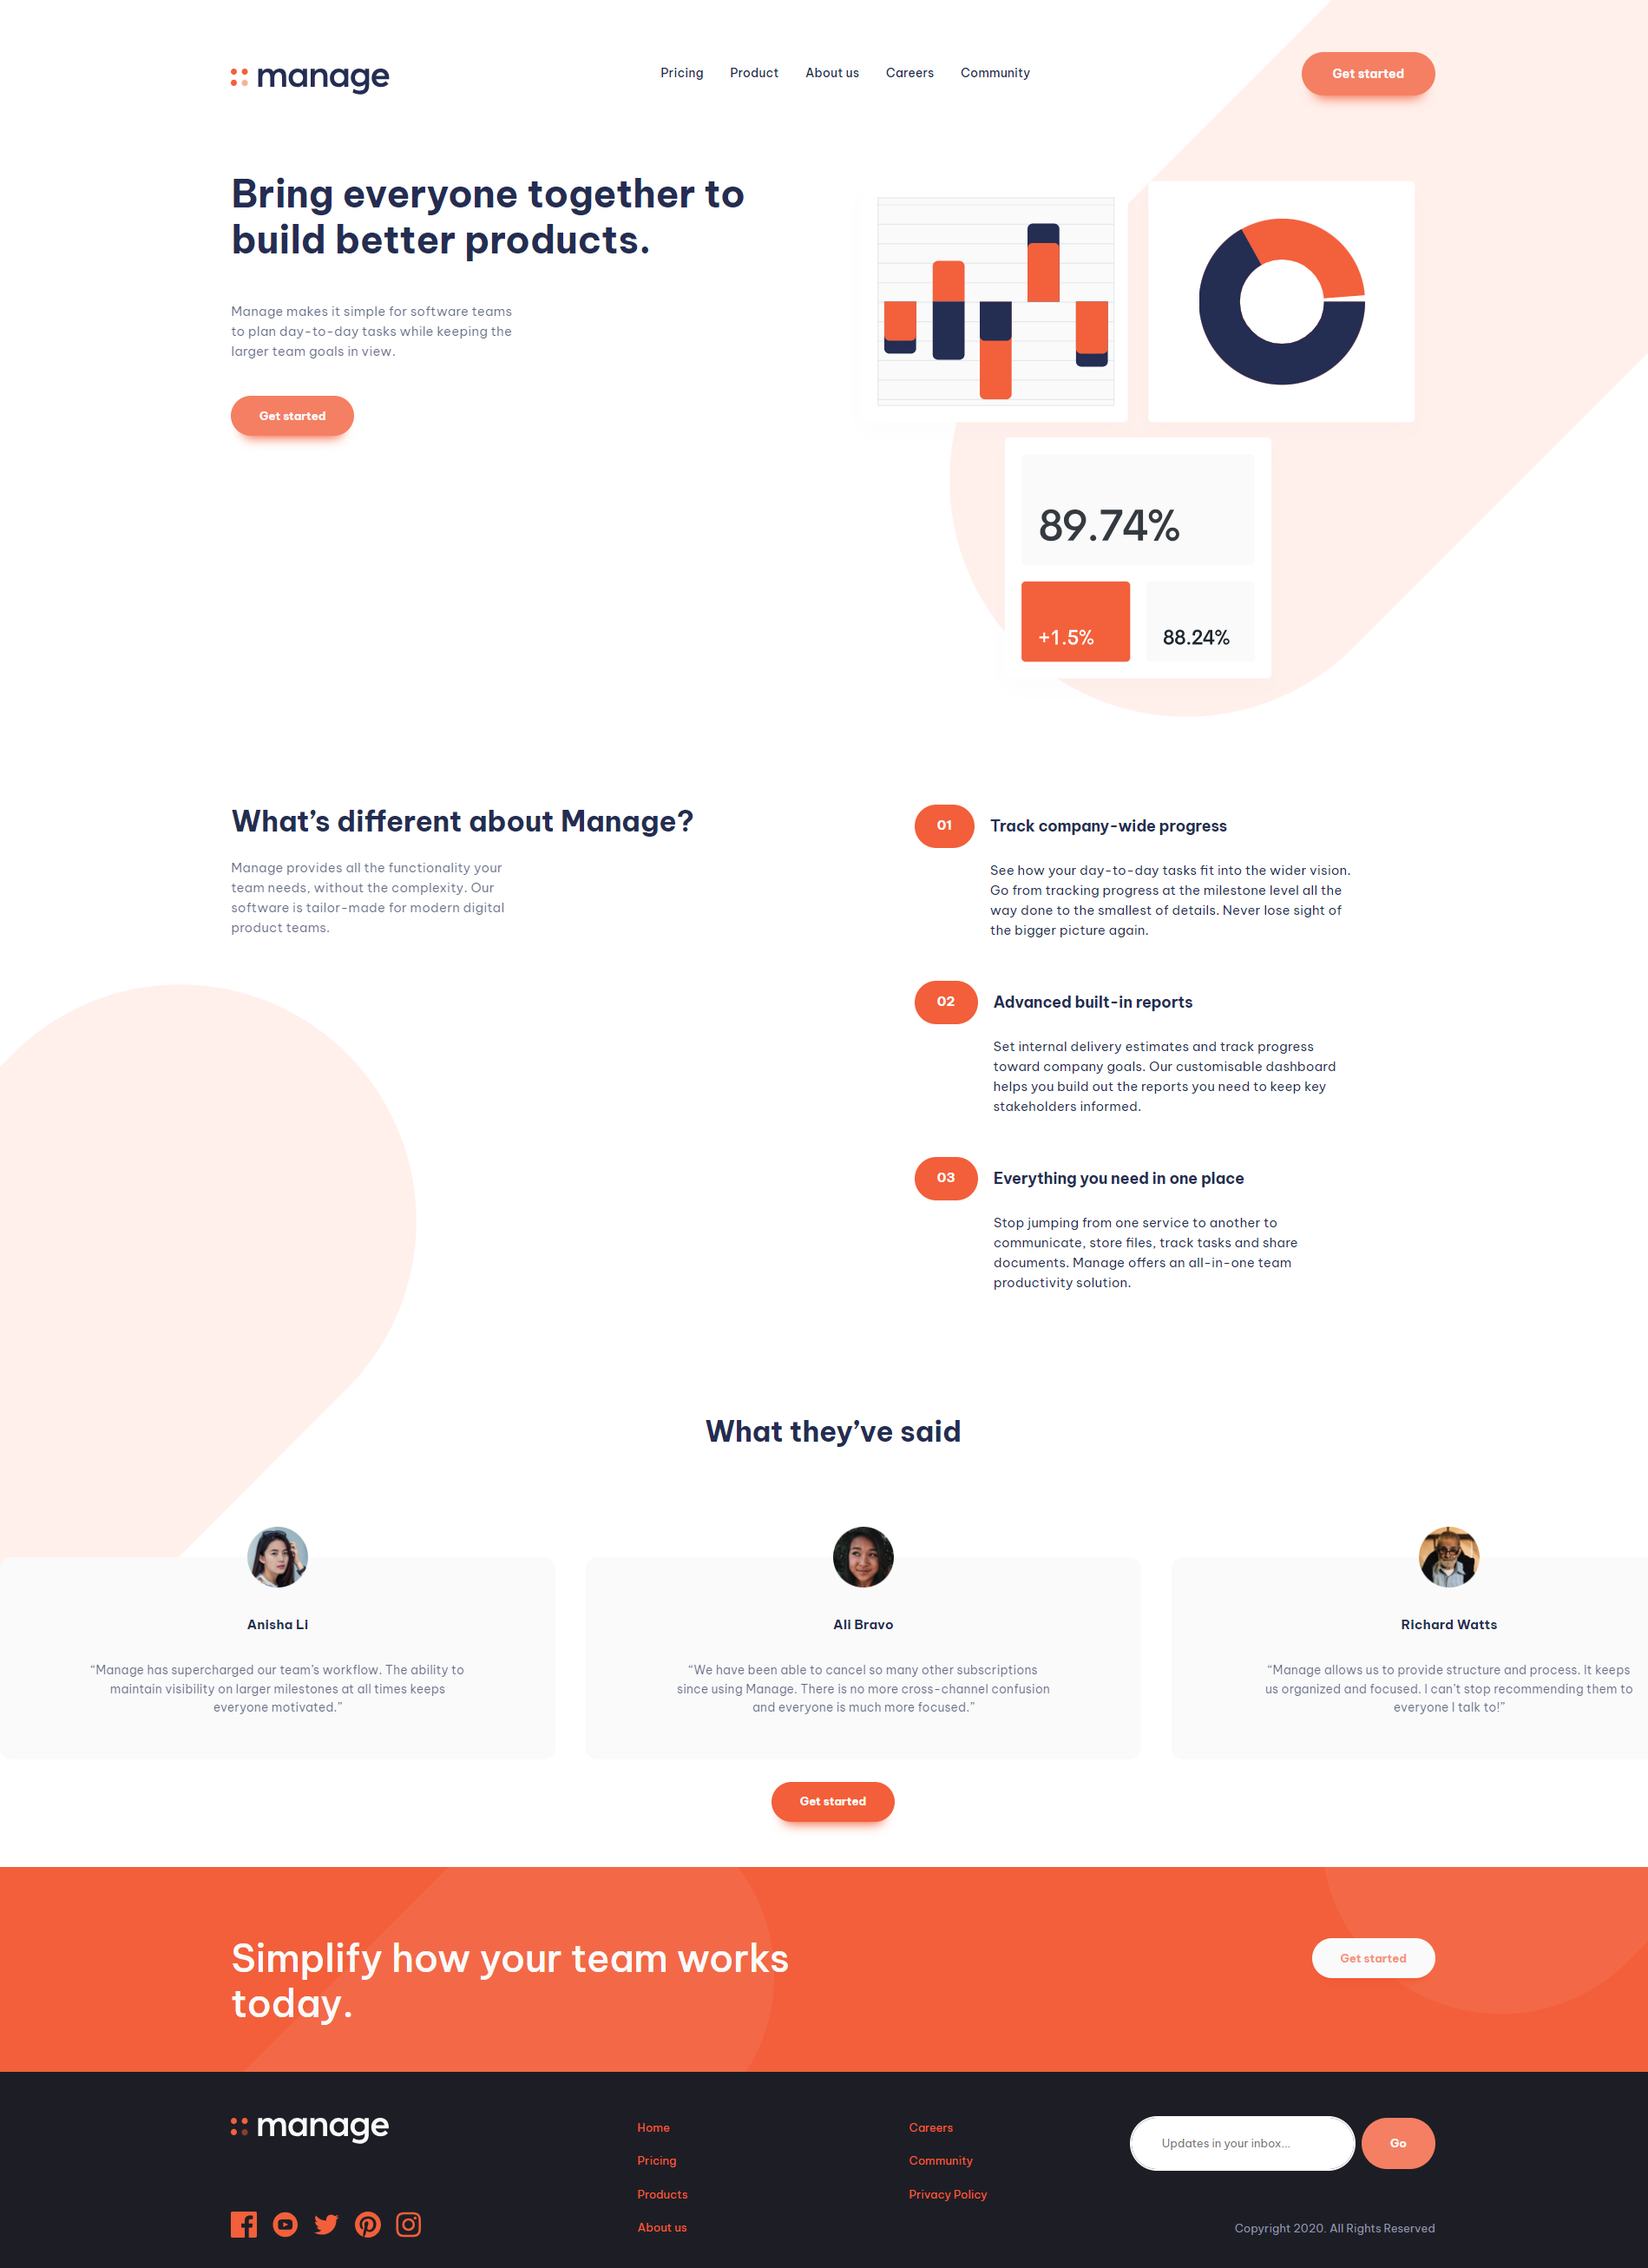 manage
Pricing Product About us Careers Community
Get started
Bring everyone together to
build better products.
Manage makes it simple for software teams
to plan day-to-day tasks while keeping the
larger team goals in view.
Get started
89.74%
+1.5%
88.24%
What’s different about Manage?
Manage provides all the functionality your
team needs, without the complexity. Our
software is tailor-made for modern digital
product teams.
01
Track company-wide progress
See how your day-to-day tasks fit into the wider vision.
Go from tracking progress at the milestone level all the
way done to the smallest of details. Never lose sight of
the bigger picture again.
02
Advanced built-in reports
Set internal delivery estimates and track progress
toward company goals. Our customisable dashboard
helps you build out the reports you need to keep key
stakeholders informed.
03
Everything you need in one place
Stop jumping from one service to another to
communicate, store files, track tasks and share
documents. Manage offers an all-in-one team
productivity solution.
What they’ve said
Anisha Li
“Manage has supercharged our team’s workflow. The ability to
maintain visibility on larger milestones at all times keeps
everyone motivated.”
Ali Bravo
“We have been able to cancel so many other subscriptions
since using Manage. There is no more cross-channel confusion
and everyone is much more focused.”
Richard Watts
“Manage allows us to provide structure and process. It keeps
us organized and focused. I can’t stop recommending them to
everyone I talk to!”
Get started
Simplify how your team works
today.
Get started
manage
Home
Pricing
Products
About us
Careers
Community
Privacy Policy
Updates in your inbox...
Go
Copyright 2020. All Rights Reserved